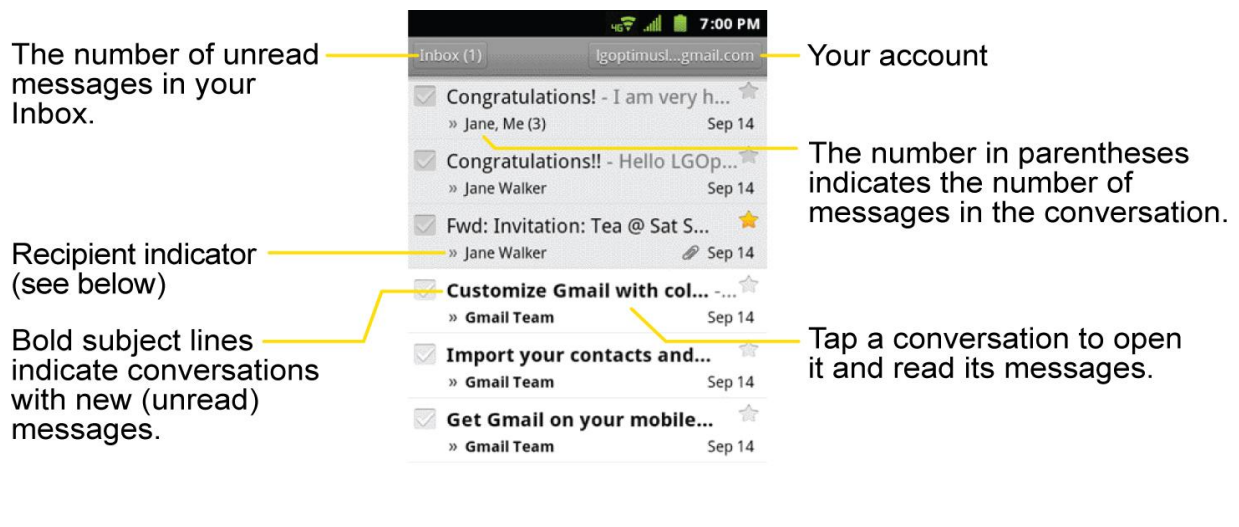 4G 7:00 PM
The number of unread
messages in your
Inbox.
Inbox (1)
lgoptimusl...gmail.com
Your account
Congratulations! - I am very h...
» Jane, Me (3) Sep 14
The number in parentheses
indicates the number of
messages in the conversation.
Congratulations!! - Hello LGOp...
» Jane Walker Sep 14
Fwd: Invitation: Tea @ Sat S...
» Jane Walker Sep 14
Recipient indicator
(see below)
Customize Gmail with col... -...
» Gmail Team Sep 14
Bold subject lines
indicate conversations
with new (unread)
messages.
Tap a conversation to open
it and read its messages.
Import your contacts and...
» Gmail Team Sep 14
Get Gmail on your mobile...
» Gmail Team Sep 14